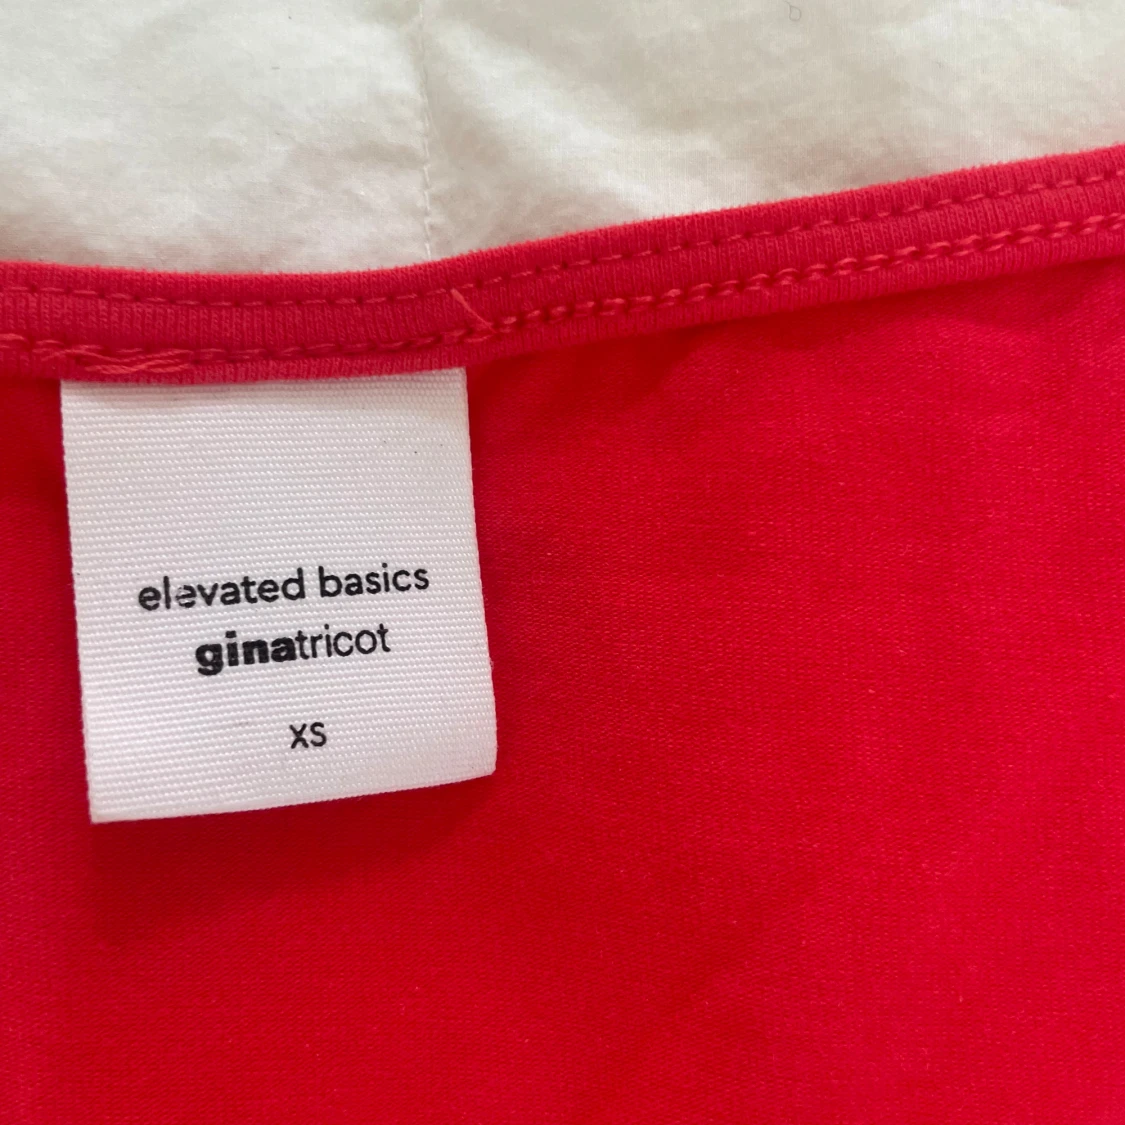 elevated basics
ginatricot
XS